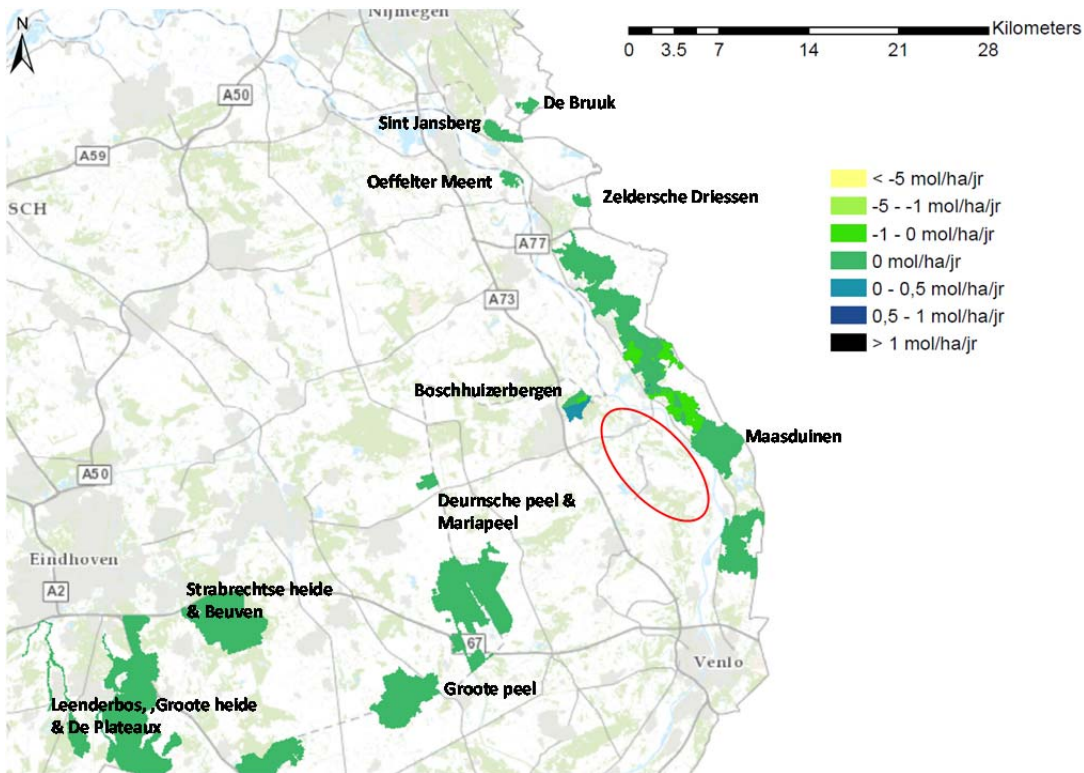 N
Nijmegen
Kilometers
0 3.5 7 14 21 28
A50
De Bruuk
Sint Jansberg
A59
Oeffelter Meent
Zeldersche Driessen
SCH
< -5 mol/ha/jr
-5 - -1 mol/ha/jr
-1 - 0 mol/ha/jr
0 mol/ha/jr
0 - 0,5 mol/ha/jr
0,5 - 1 mol/ha/jr
> 1 mol/ha/jr
A77
A73
Boschhuizerbergen
Maasduinen
A50
Deurnsche peel &
Mariapeel
Eindhoven
A2
Strabrechtse heide
& Beuven
67
Venlo
Groote peel
Leenderbos, ,Groote heide
& De Plateaux